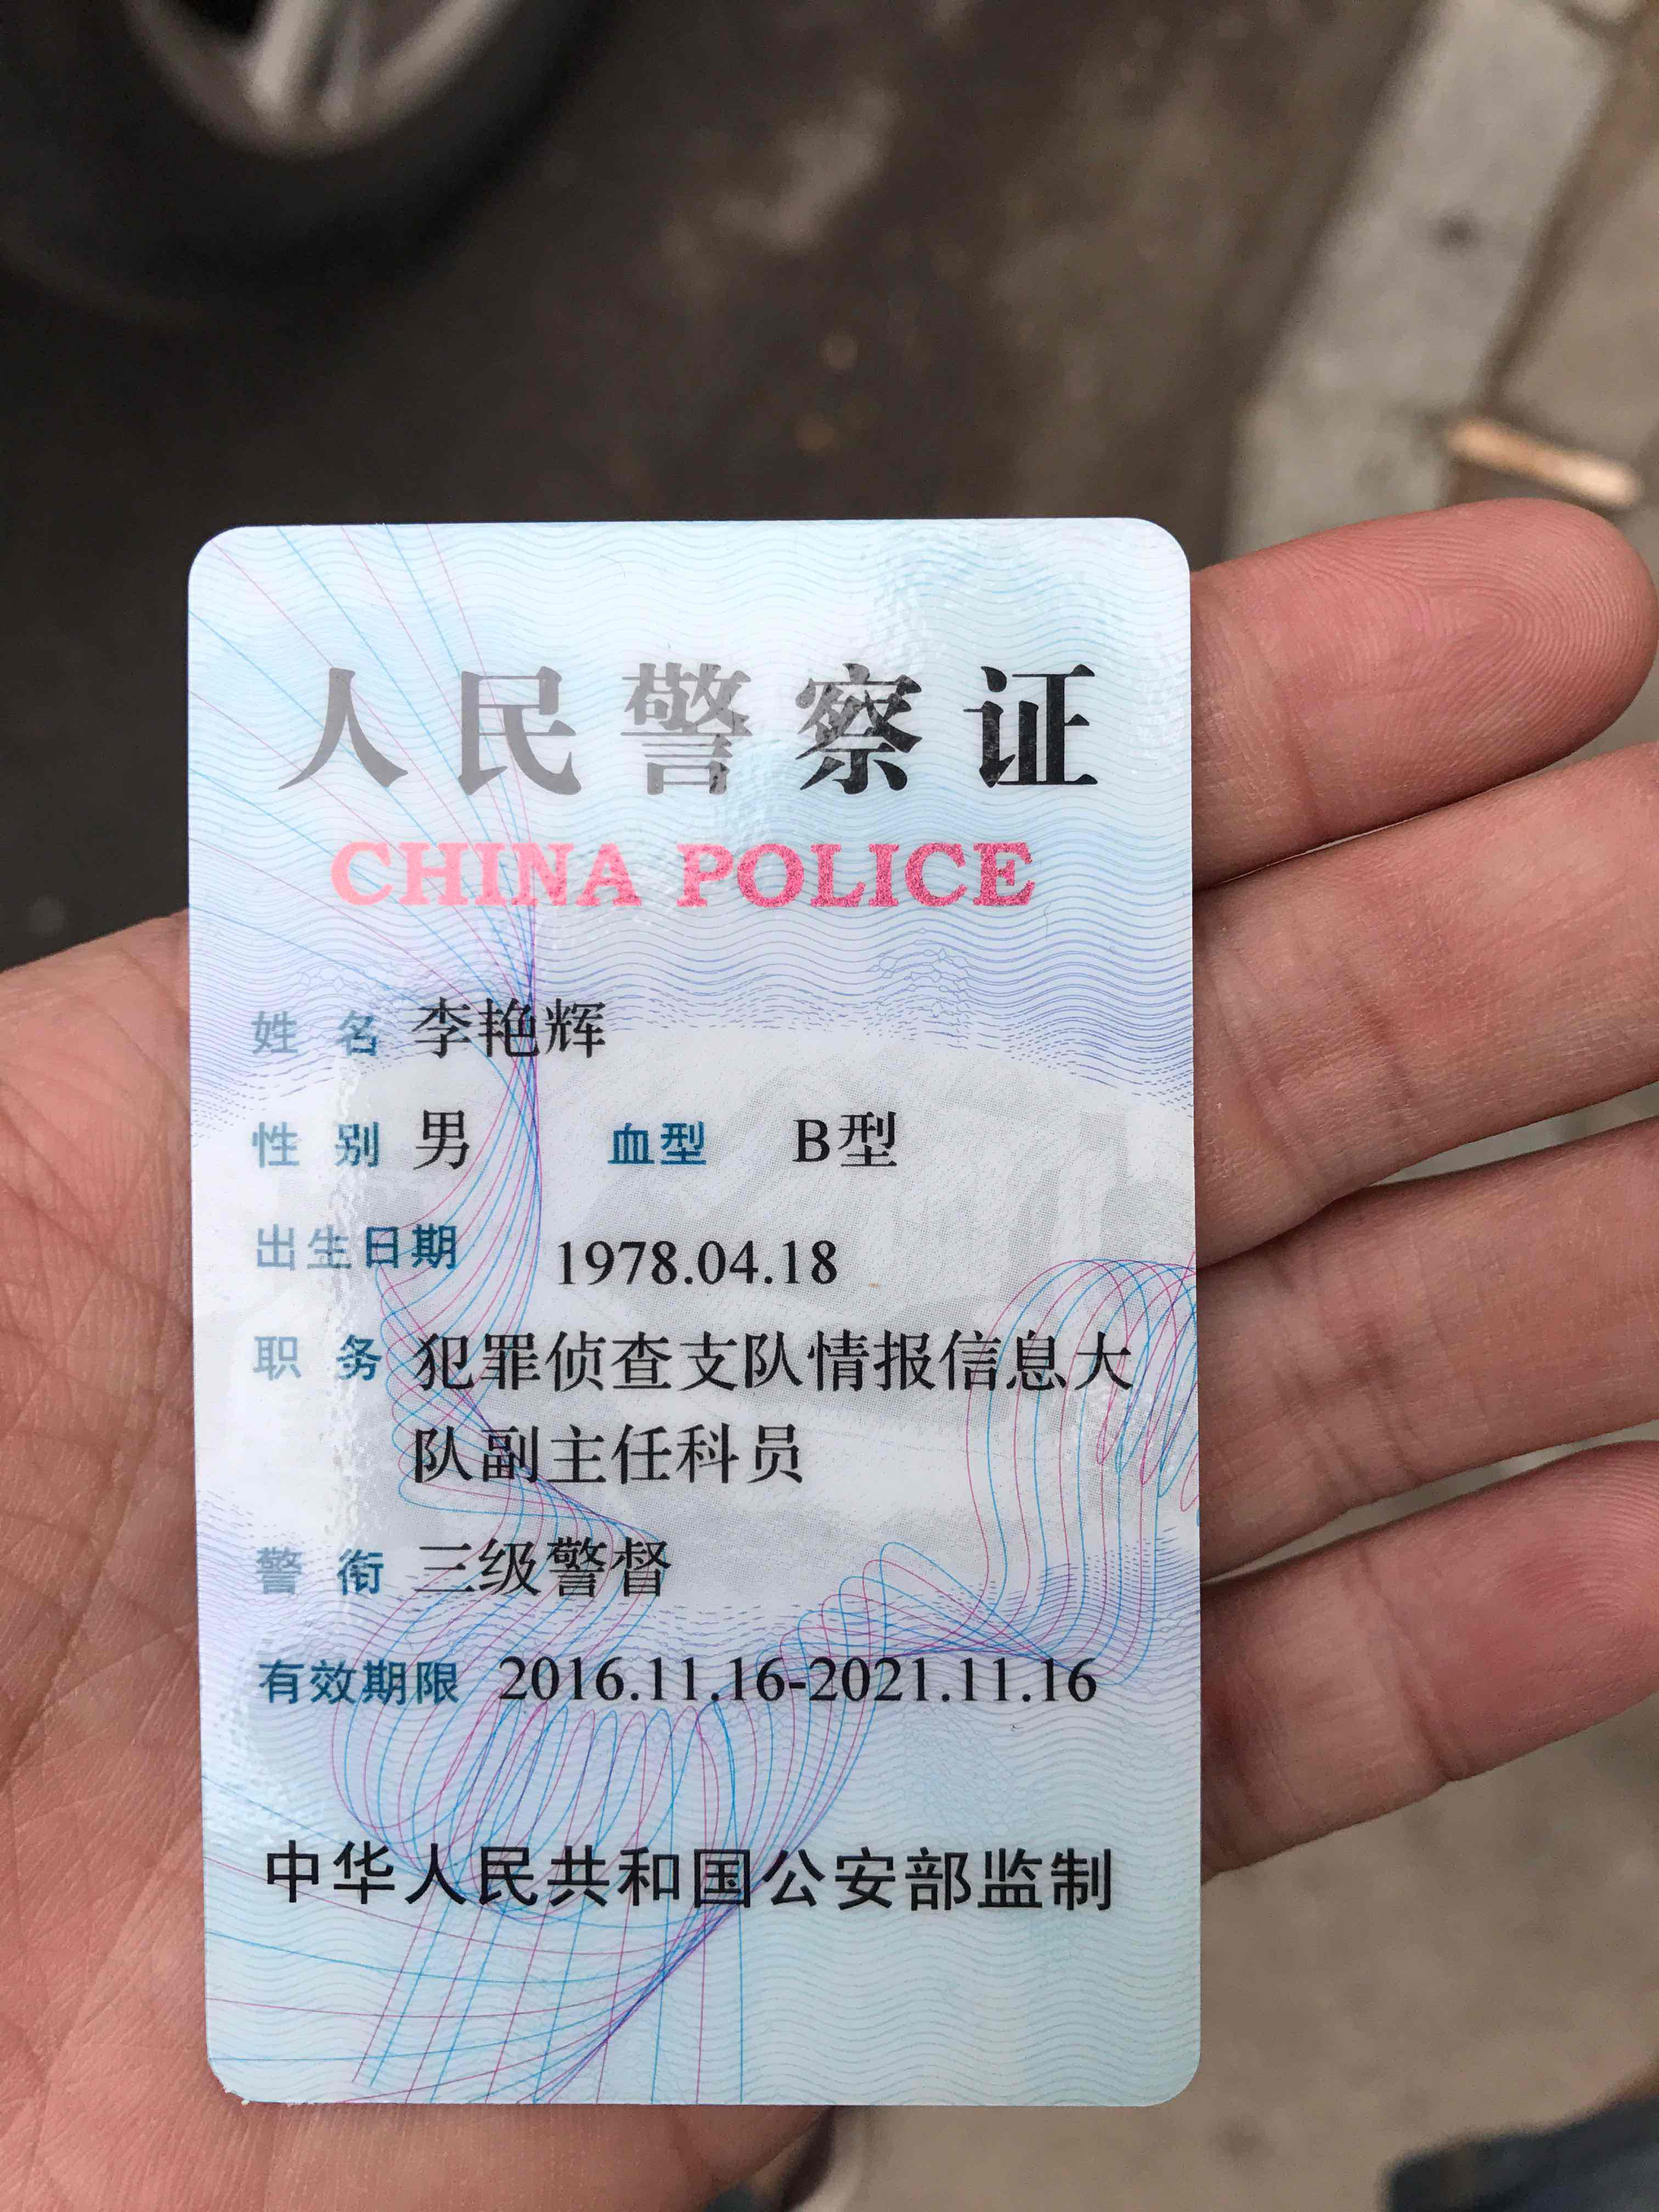 人民警察证
CHINA POLICE
姓 名 李艳辉
性 别 男 血型 B型
出生日期 1978.04.18
职 务 犯罪侦查支队情报信息大
队副主任科员
警 衔 三级警督
有效期限 2016.11.16-2021.11.16
中华人民共和国公安部监制